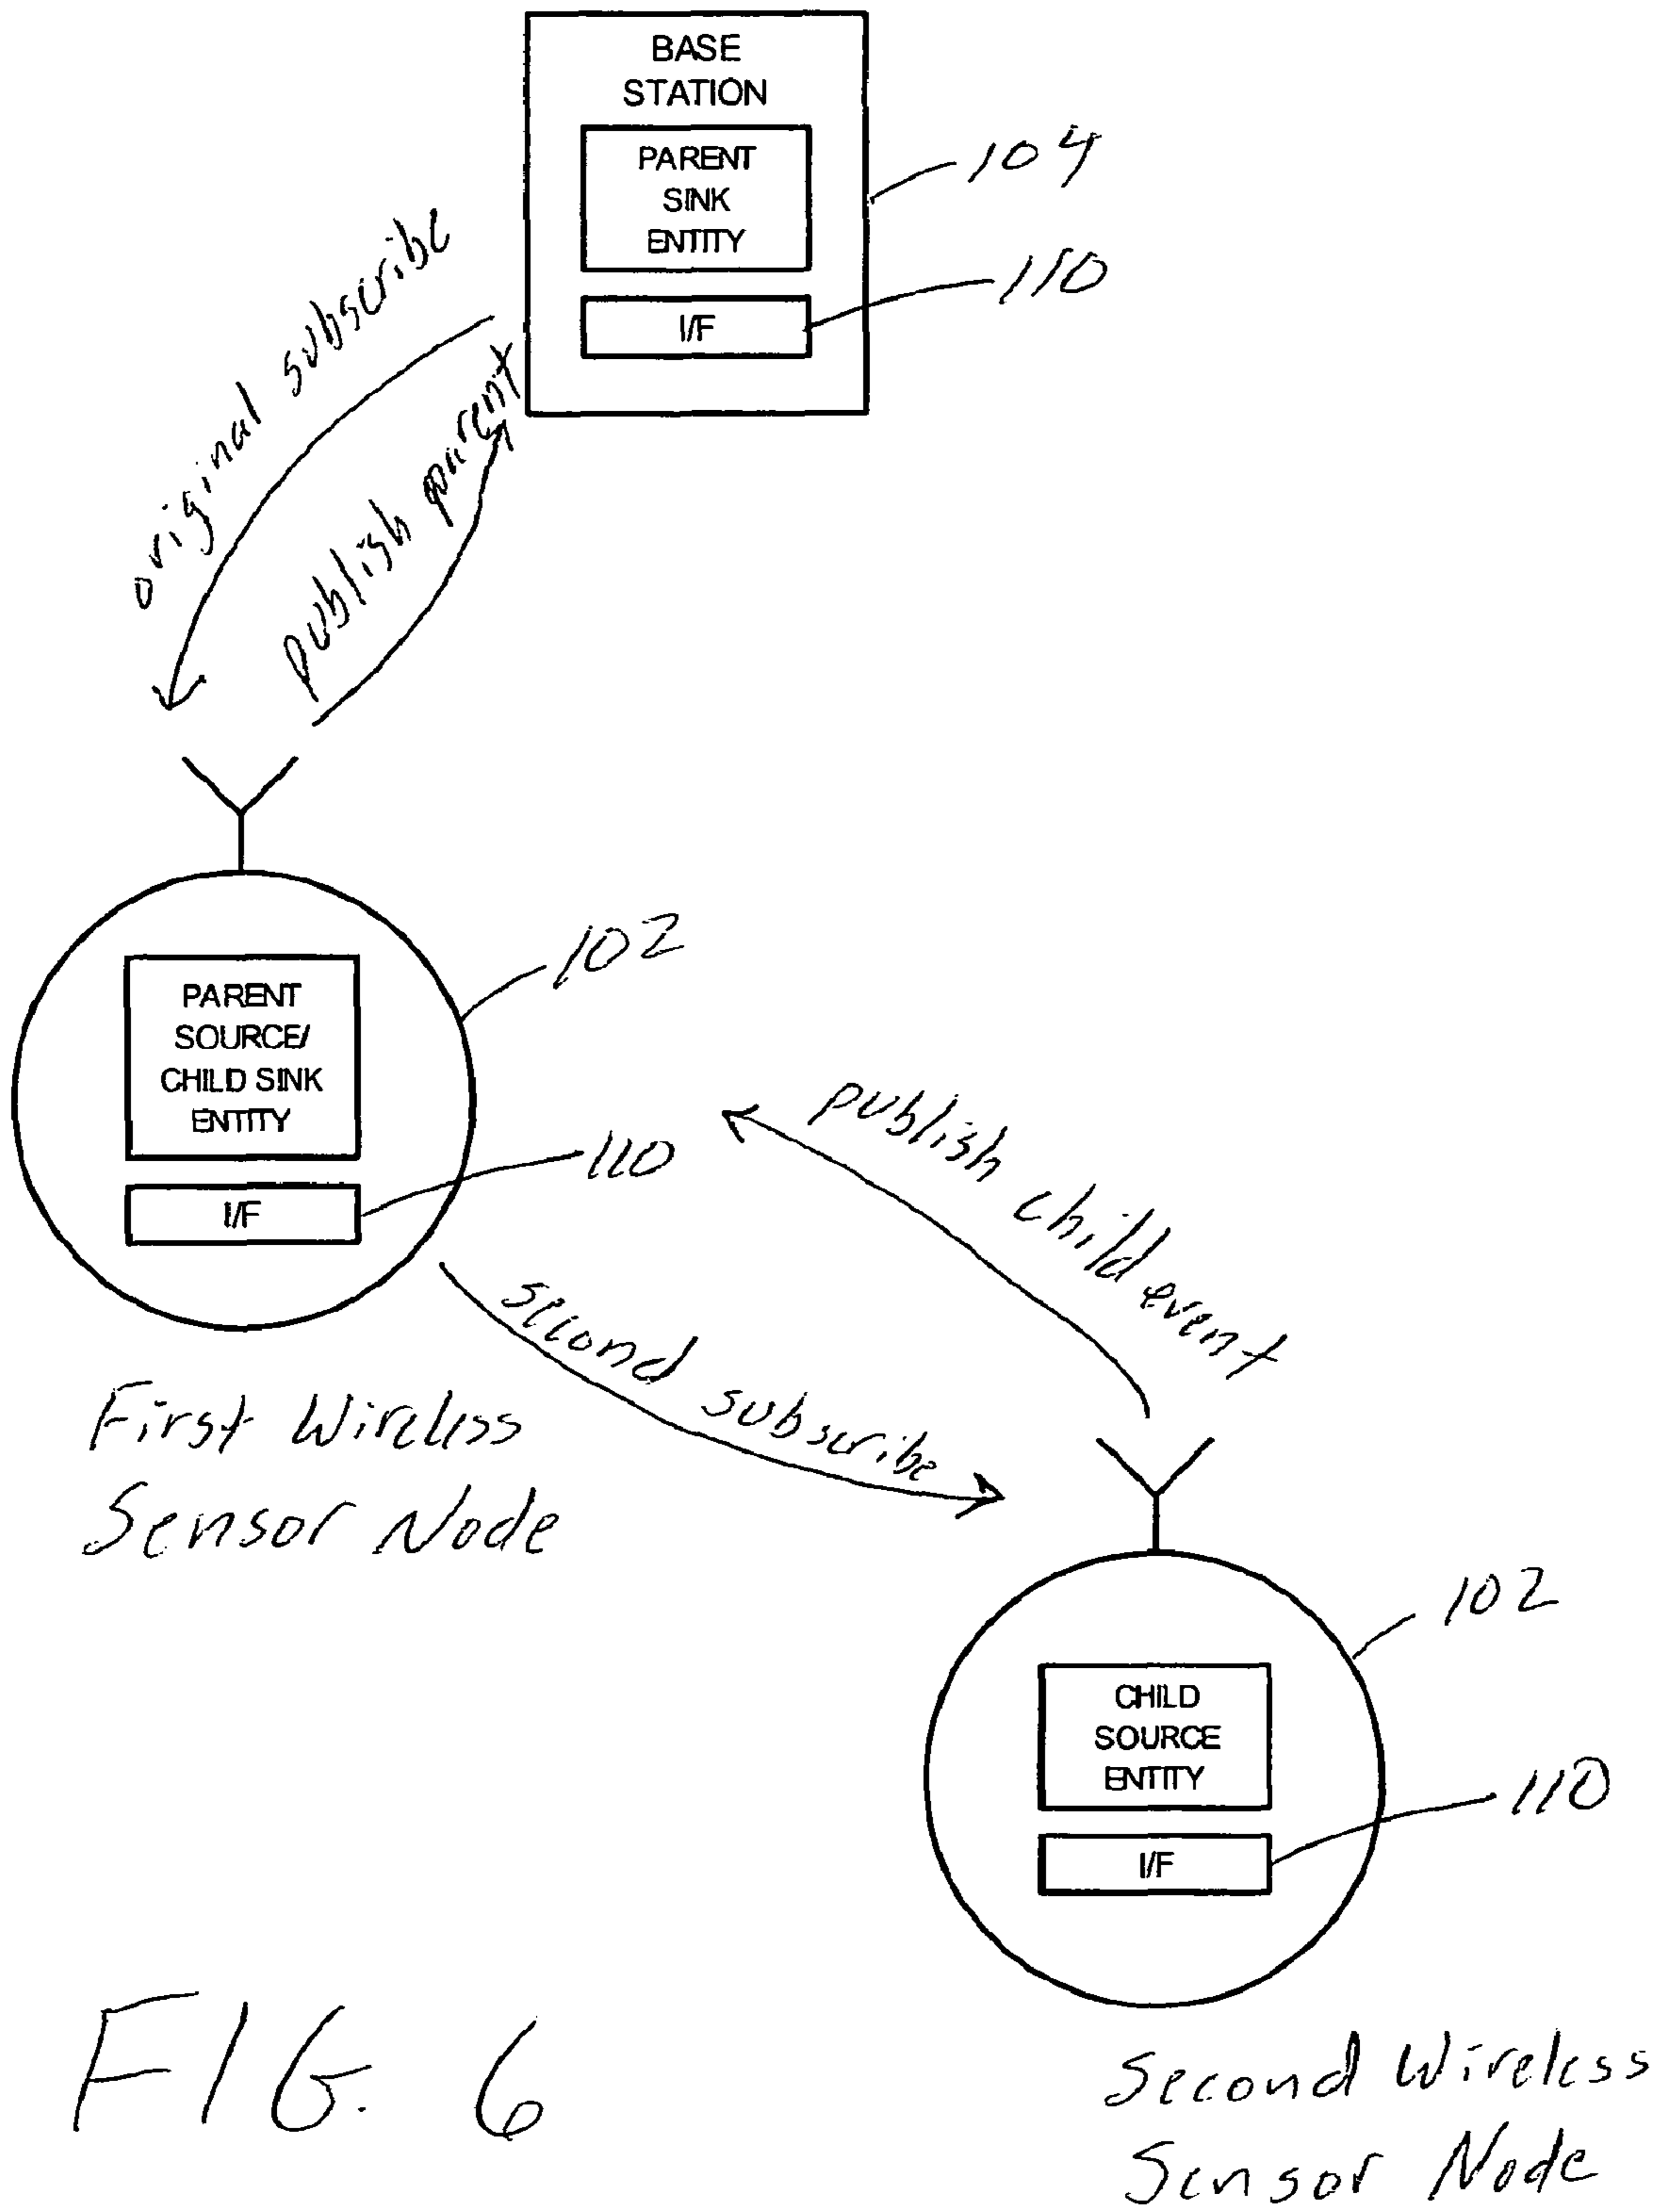 BASE
STATION
PARENT
SINK
ENTITY
I/F
104
110
original subscribe
publish parent
PARENT
SOURCE/
CHILD SINK
ENTITY
I/F
102
110
publish child event
second subscribe
First Wireless
Sensor Node
CHILD
SOURCE
ENTITY
I/F
102
110
Second Wireless
Sensor Node
FIG. 6